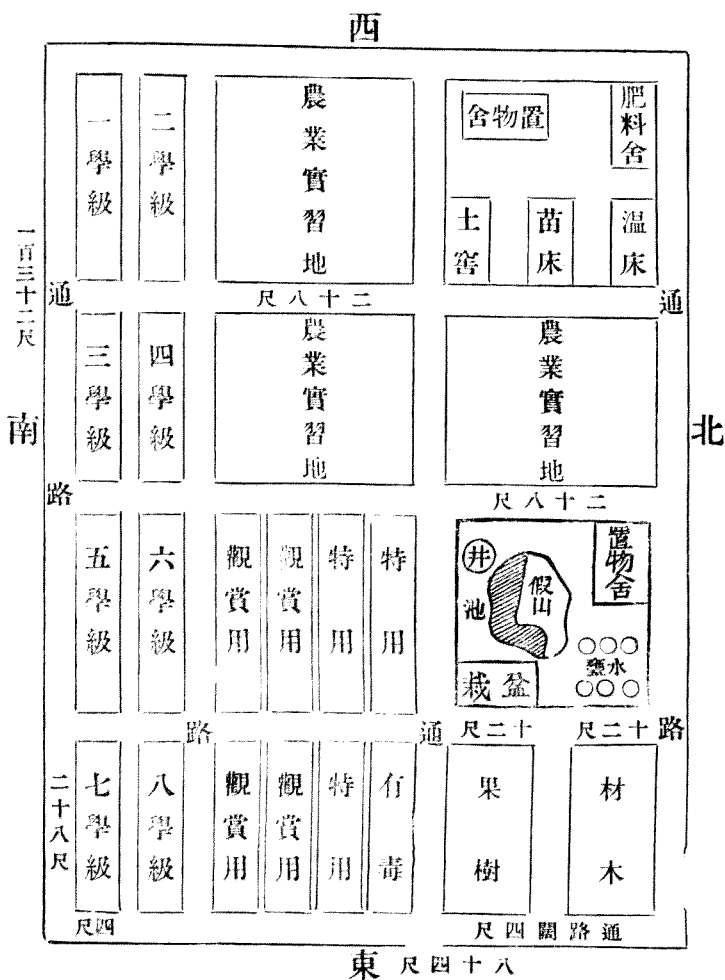 西
一學級
二學級
農業實習地
置物舍
肥料舍
土窖
苗床
温床
一百三十二尺
通
二十八尺
通
南
三學級
四學級
農業實習地
農業實習地
北
路
二十八尺
五學級
六學級
觀賞用
觀賞用
特用
特用
井
池
假山
置物舍
水甕
盆栽
路
通
十二尺
十二尺
路
二十八尺
七學級
八學級
觀賞用
觀賞用
特用
有毒
果樹
材木
四尺
通路闊四尺
東
八十四尺